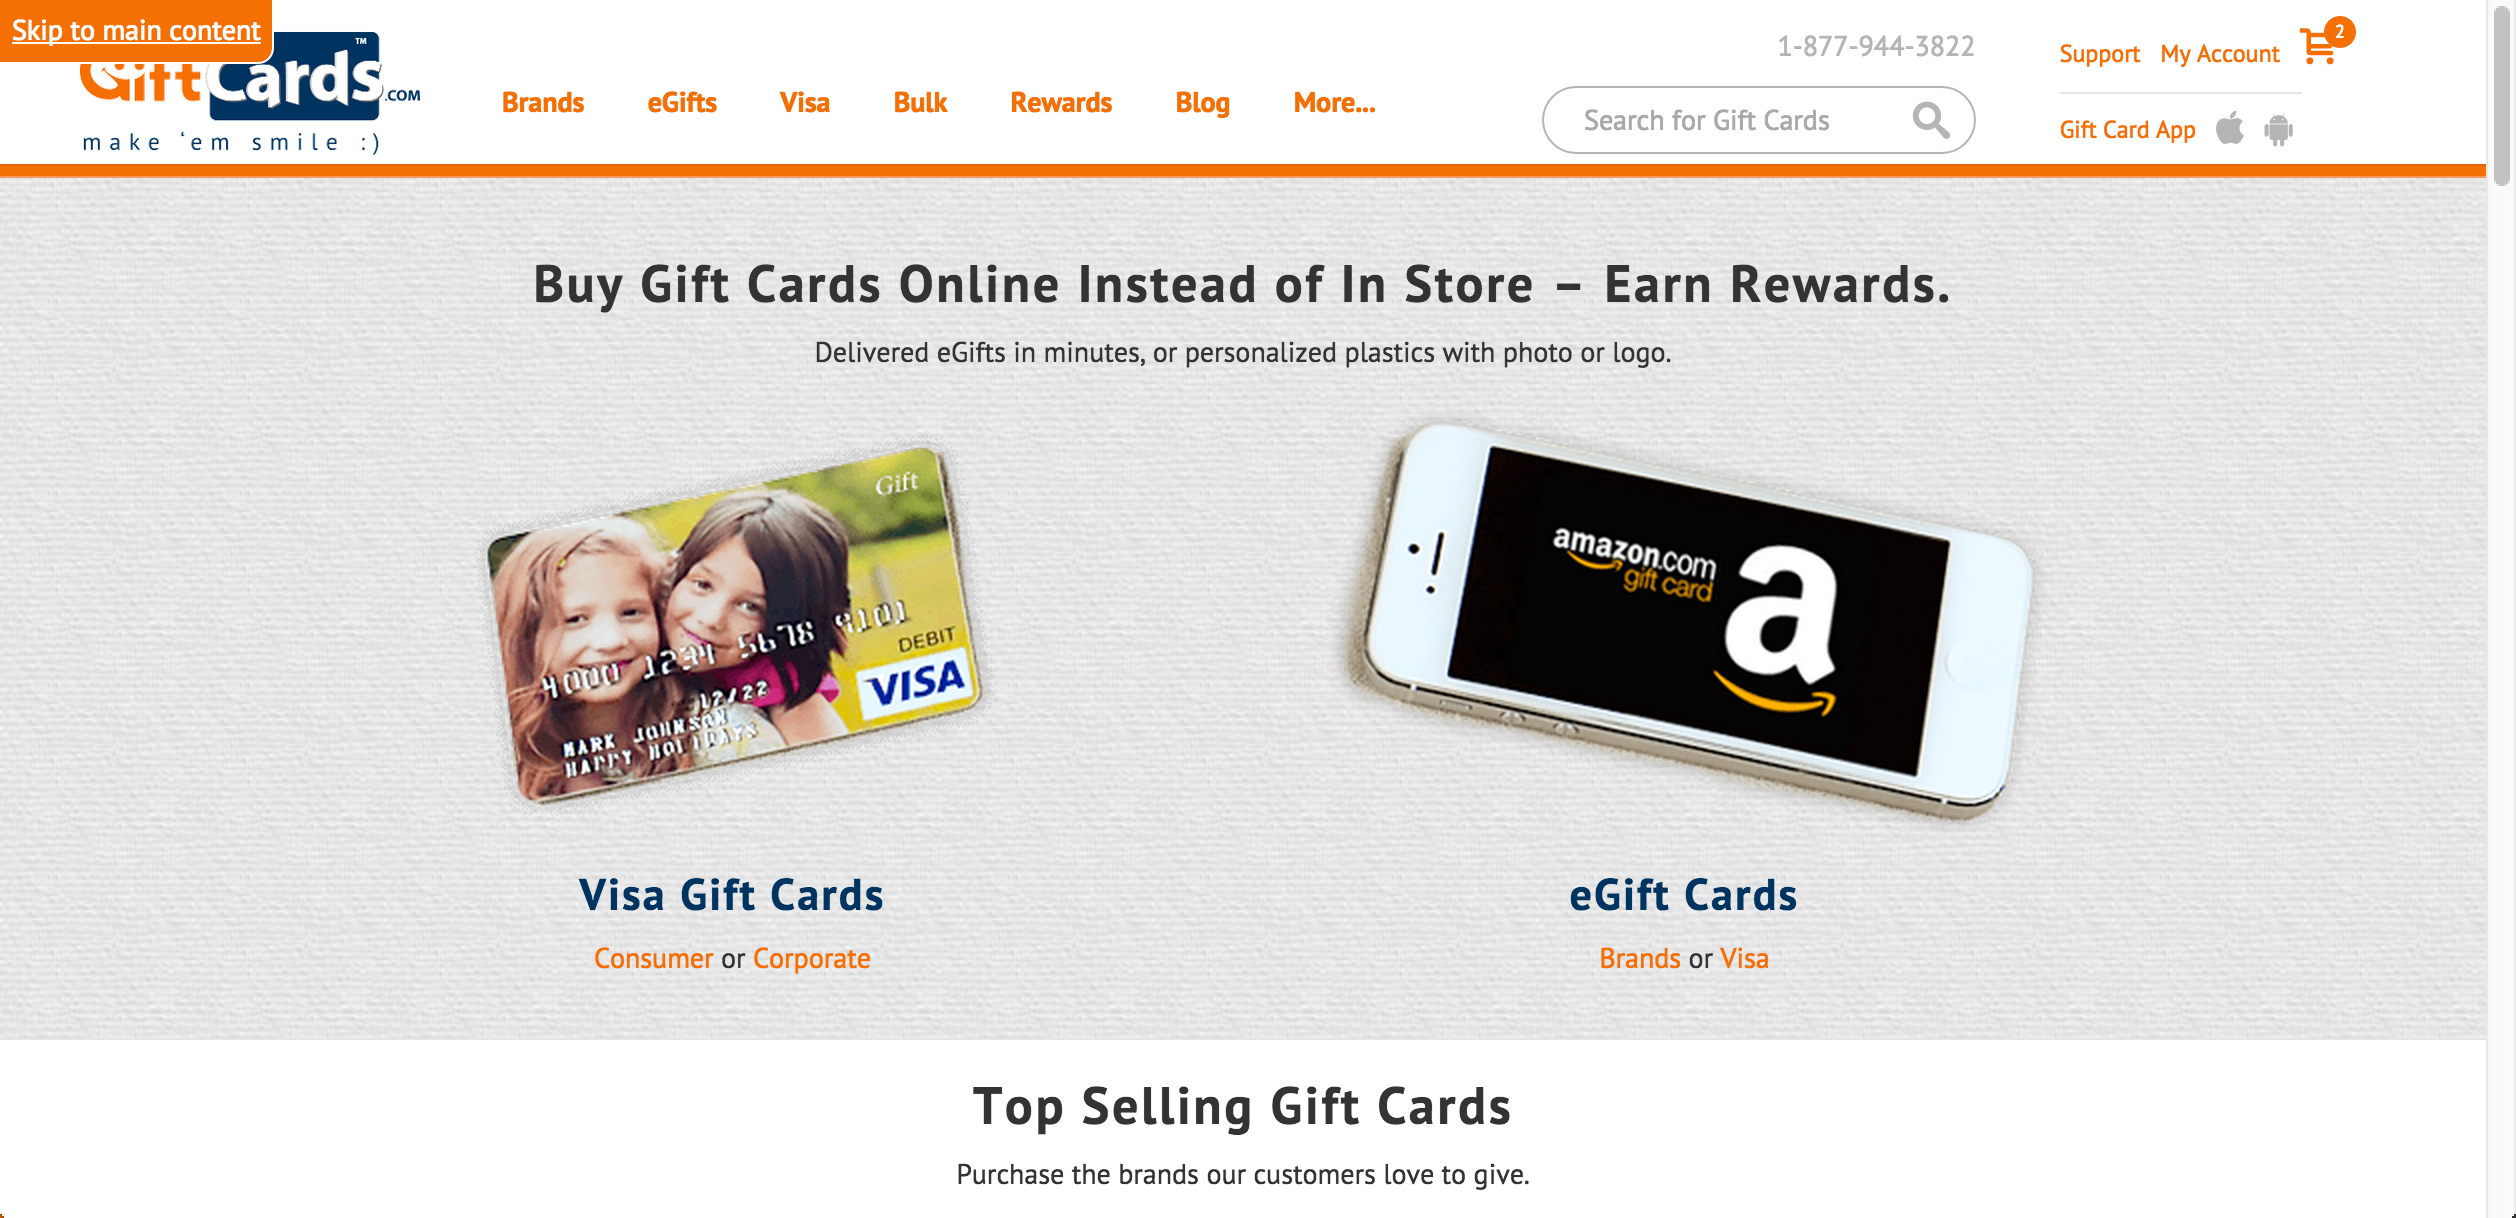 Skip to main content
GiftCards.COM ™
make 'em smile :)
Brands eGifts Visa Bulk Rewards Blog More...
1-877-944-3822
Search for Gift Cards
Support My Account 2
Gift Card App
Buy Gift Cards Online Instead of In Store – Earn Rewards.
Delivered eGifts in minutes, or personalized plastics with photo or logo.
Gift
4000 1234 5678 9101
DEBIT
12/22
VISA
MARK JOHNSON
HAPPY HOLIDAYS
amazon.com
gift card
a
Visa Gift Cards
Consumer or Corporate
eGift Cards
Brands or Visa
Top Selling Gift Cards
Purchase the brands our customers love to give.